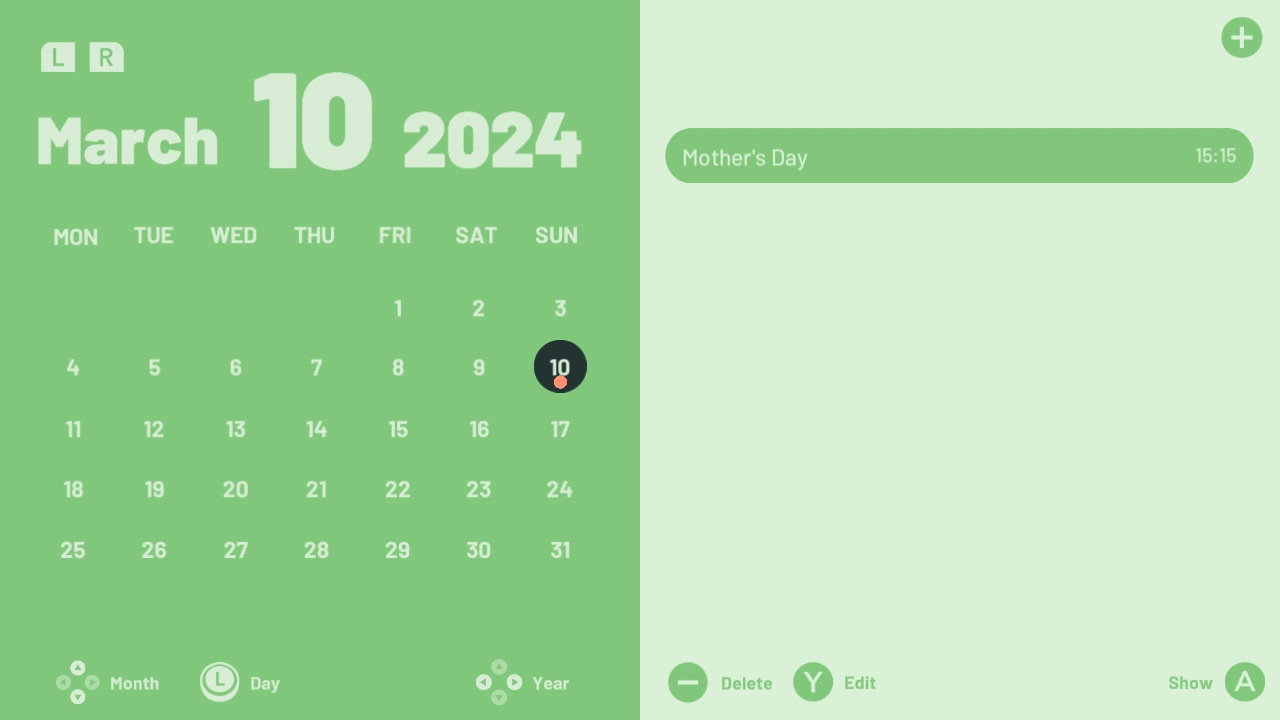 L R
March 10 2024
MON TUE WED THU FRI SAT SUN
1 2 3
4 5 6 7 8 9 10
11 12 13 14 15 16 17
18 19 20 21 22 23 24
25 26 27 28 29 30 31
Month L Day Year
Mother's Day 15:15
Delete Y Edit Show A